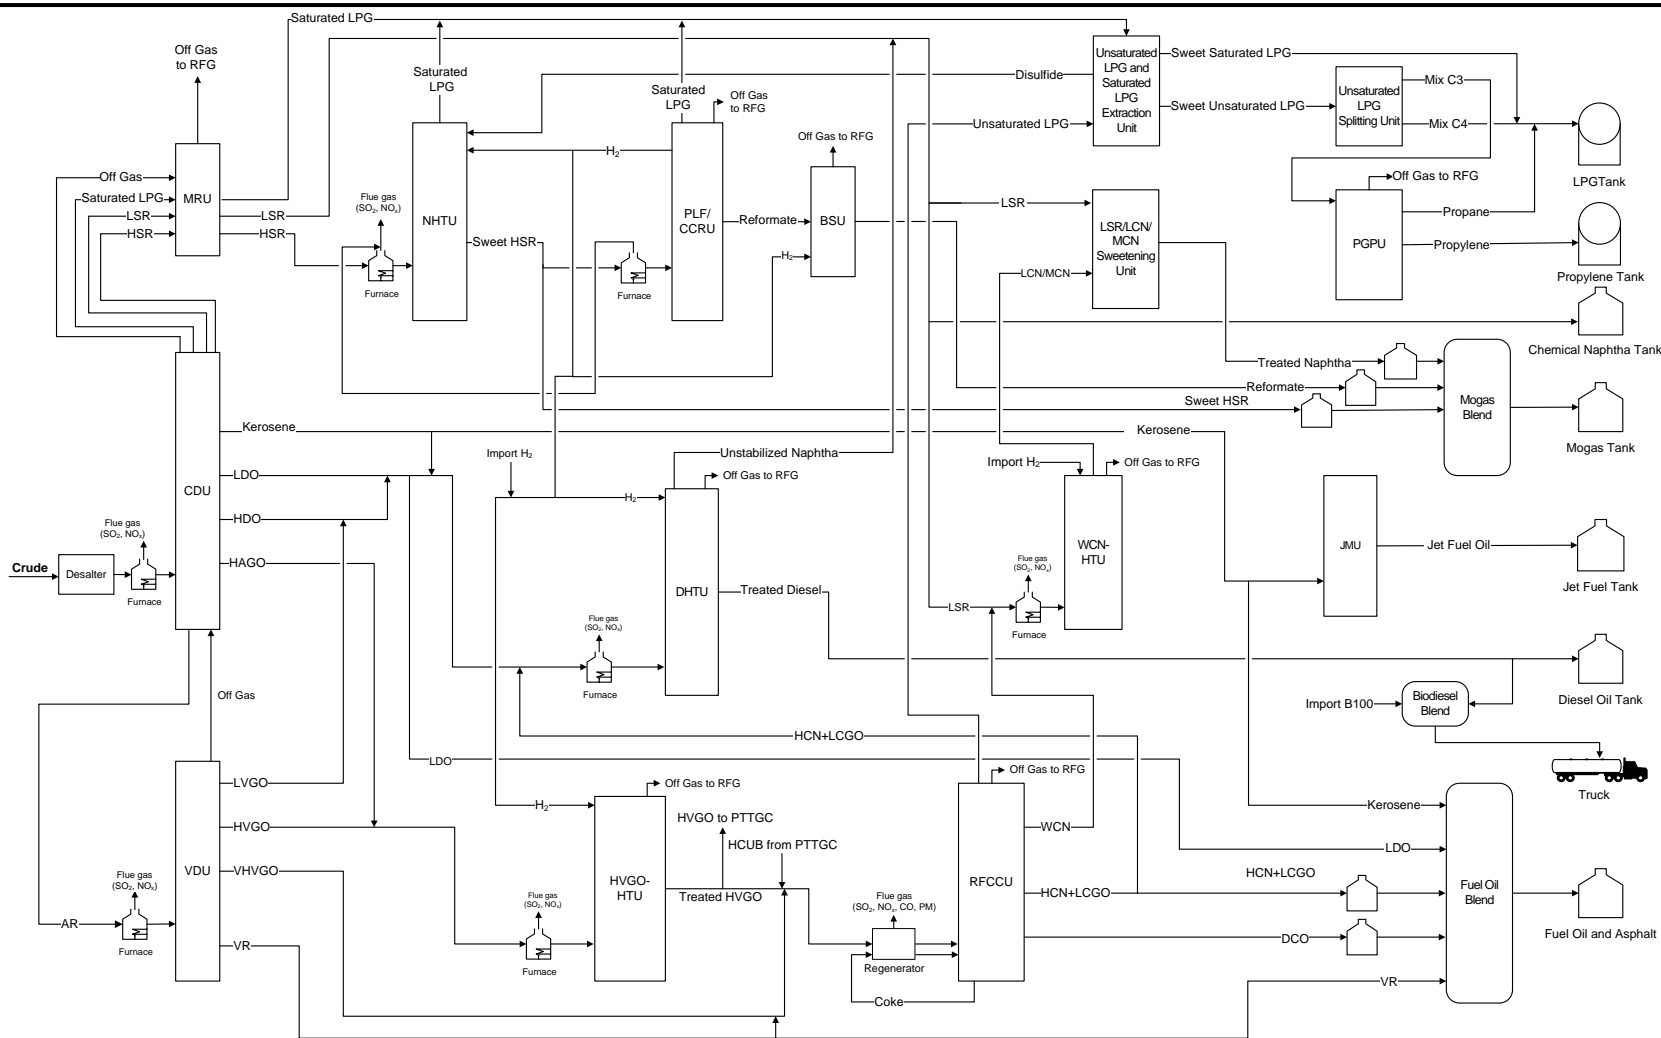 Saturated LPG
Off Gas
to RFG
Saturated
LPG
Saturated
LPG
Off Gas
to RFG
Disulfide
Unsaturated
LPG and
Saturated
LPG
Extraction
Unit
Sweet Saturated LPG
Sweet Unsaturated LPG
Unsaturated
LPG
Splitting Unit
Mix C3
Mix C4
LPGTank
Unsaturated LPG
Off Gas to RFG
H₂
Off Gas
Saturated LPG
LSR
HSR
MRU
LSR
HSR
Flue gas
(SO₂, NOₓ)
Furnace
NHTU
Sweet HSR
Furnace
PLF/
CCRU
Reformate
H₂
BSU
LSR
LCN/MCN
LSR/LCN/
MCN
Sweetening
Unit
Off Gas to RFG
PGPU
Propane
Propylene
Propylene Tank
Chemical Naphtha Tank
Treated Naphtha
Reformate
Sweet HSR
Mogas
Blend
Mogas Tank
Kerosene
Kerosene
LDO
HDO
HAGO
CDU
Flue gas
(SO₂, NOₓ)
Crude
Desalter
Furnace
Import H₂
Unstabilized Naphtha
Off Gas to RFG
H₂
DHTU
Treated Diesel
Flue gas
(SO₂, NOₓ)
Furnace
Import H₂
Off Gas to RFG
WCN-
HTU
Flue gas
(SO₂, NOₓ)
LSR
Furnace
JMU
Jet Fuel Oil
Jet Fuel Tank
Diesel Oil Tank
Import B100
Biodiesel
Blend
Truck
Off Gas
HCN+LCGO
LDO
LVGO
HVGO
VHVGO
VR
VDU
Flue gas
(SO₂, NOₓ)
AR
Furnace
H₂
Off Gas to RFG
HVGO-
HTU
Flue gas
(SO₂, NOₓ)
Furnace
HVGO to PTTGC
HCUB from PTTGC
Treated HVGO
Flue gas
(SO₂, NOₓ, CO, PM)
Regenerator
Coke
Off Gas to RFG
RFCCU
WCN
HCN+LCGO
DCO
Kerosene
LDO
HCN+LCGO
VR
Fuel Oil
Blend
Fuel Oil and Asphalt